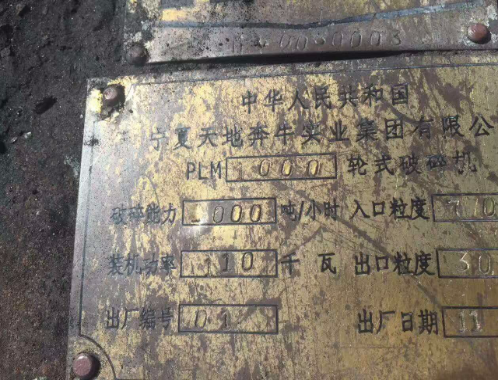 中华人民共和国
宁夏天地奔牛实业集团有限公
PLM 1000 轮式破碎机
破碎能力 1000 吨/小时 入口粒度
装机功率 110 千瓦 出口粒度 30
出厂编号 01 出厂日期 11